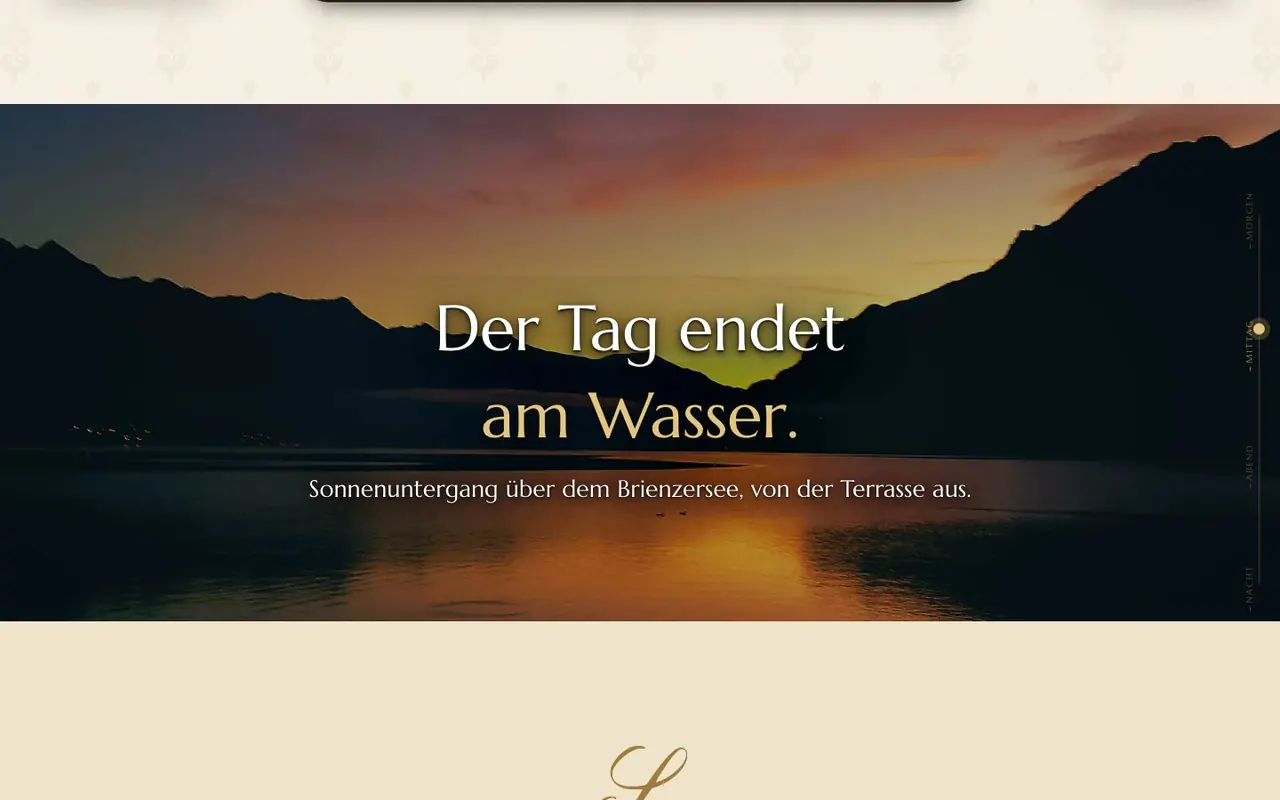 Der Tag endet
am Wasser.
Sonnenuntergang über dem Brienzersee, von der Terrasse aus.
MORGEN
MITTAG
ABEND
NACHT